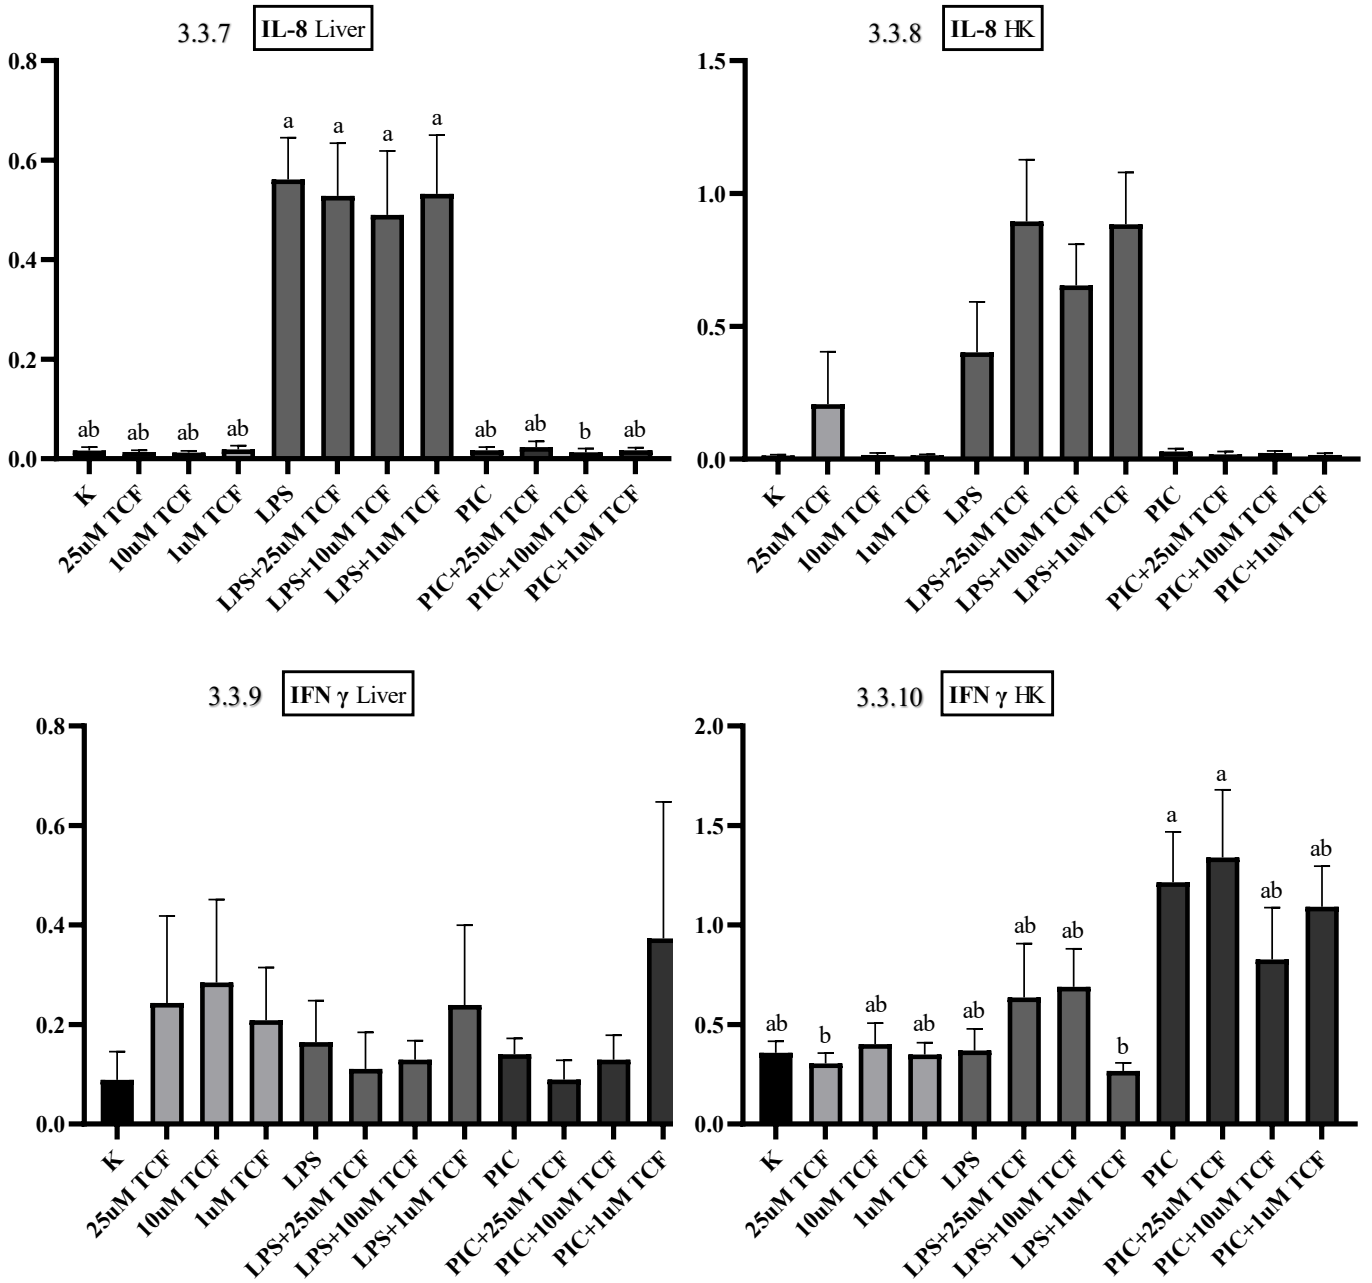 3.3.7 IL-8 Liver
0.8
0.6
0.4
0.2
0.0
a a a a
ab ab ab ab ab ab b ab
K 25uM TCF 10uM TCF 1uM TCF LPS LPS+25uM TCF LPS+10uM TCF LPS+1uM TCF PIC PIC+25uM TCF PIC+10uM TCF PIC+1uM TCF
3.3.8 IL-8 HK
1.5
1.0
0.5
0.0
K 25uM TCF 10uM TCF 1uM TCF LPS LPS+25uM TCF LPS+10uM TCF LPS+1uM TCF PIC PIC+25uM TCF PIC+10uM TCF PIC+1uM TCF
3.3.9 IFN γ Liver
0.8
0.6
0.4
0.2
0.0
K 25uM TCF 10uM TCF 1uM TCF LPS LPS+25uM TCF LPS+10uM TCF LPS+1uM TCF PIC PIC+25uM TCF PIC+10uM TCF PIC+1uM TCF
3.3.10 IFN γ HK
2.0
1.5
1.0
0.5
0.0
ab b ab ab ab ab ab b a a ab ab
K 25uM TCF 10uM TCF 1uM TCF LPS LPS+25uM TCF LPS+10uM TCF LPS+1uM TCF PIC PIC+25uM TCF PIC+10uM TCF PIC+1uM TCF